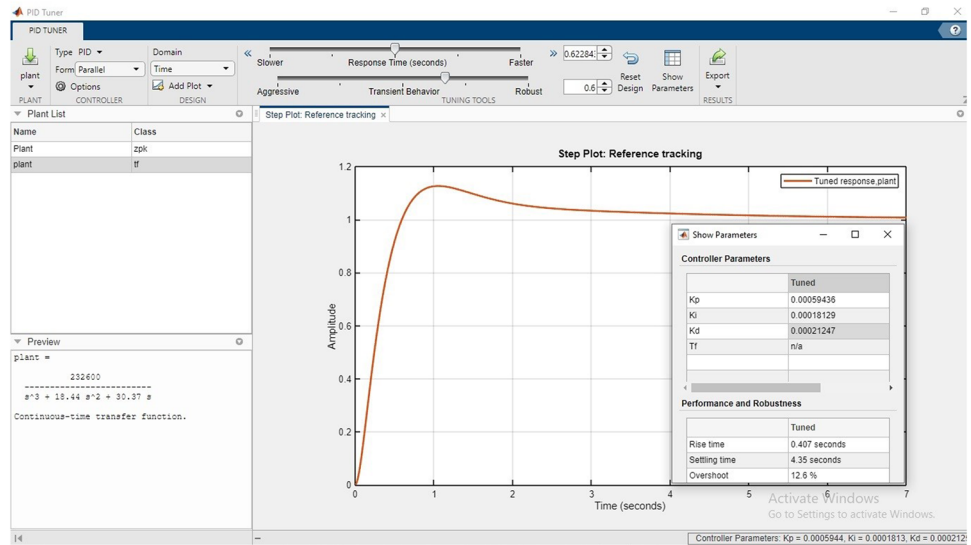 PID Tuner
PID TUNER
?
plant
Type PID
Form Parallel
Options
Domain
Time
Add Plot
Slower
Response Time (seconds)
Faster
0.62284
Aggressive
Transient Behavior
Robust
0.6
Reset
Design
Show
Parameters
Export
PLANT
CONTROLLER
DESIGN
TUNING TOOLS
RESULTS
Plant List
Name Class
Plant zpk
plant tf
Preview
plant =
232600
-------------------------
s^3 + 18.44 s^2 + 30.37 s
Continuous-time transfer function.
Step Plot: Reference tracking
Step Plot: Reference tracking
Tuned response,plant
Amplitude
1.2
1
0.8
0.6
0.4
0.2
0
0 1 2 3 4 5 6 7
Time (seconds)
Show Parameters
Controller Parameters
Tuned
Kp 0.00059436
Ki 0.00018129
Kd 0.00021247
Tf n/a
Performance and Robustness
Tuned
Rise time 0.407 seconds
Settling time 4.35 seconds
Overshoot 12.6 %
Activate Windows
Go to Settings to activate Windows.
Controller Parameters: Kp = 0.0005944, Ki = 0.0001813, Kd = 0.000212